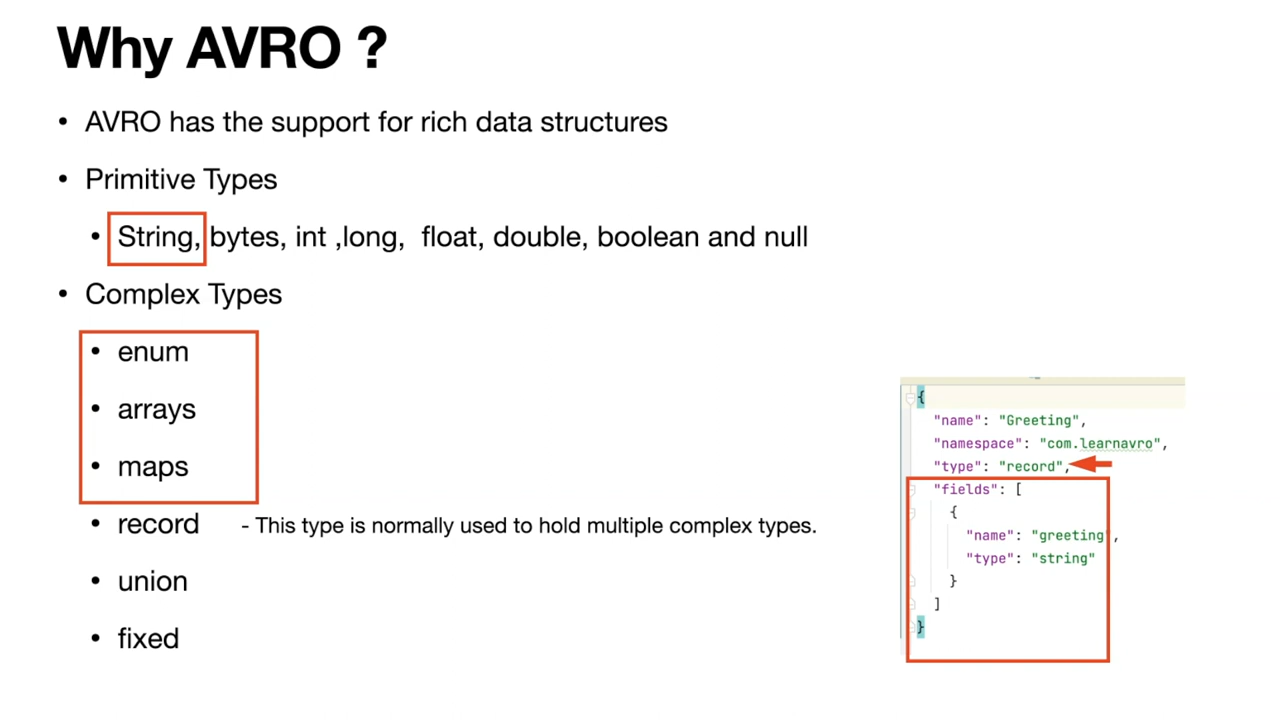 Why AVRO ?
• AVRO has the support for rich data structures
• Primitive Types
• String, bytes, int ,long,  float, double, boolean and null
• Complex Types
• enum
• arrays
• maps
• record - This type is normally used to hold multiple complex types.
• union
• fixed
{
"name": "Greeting",
"namespace": "com.learnavro",
"type": "record",
"fields": [
{
"name": "greeting",
"type": "string"
}
]
}